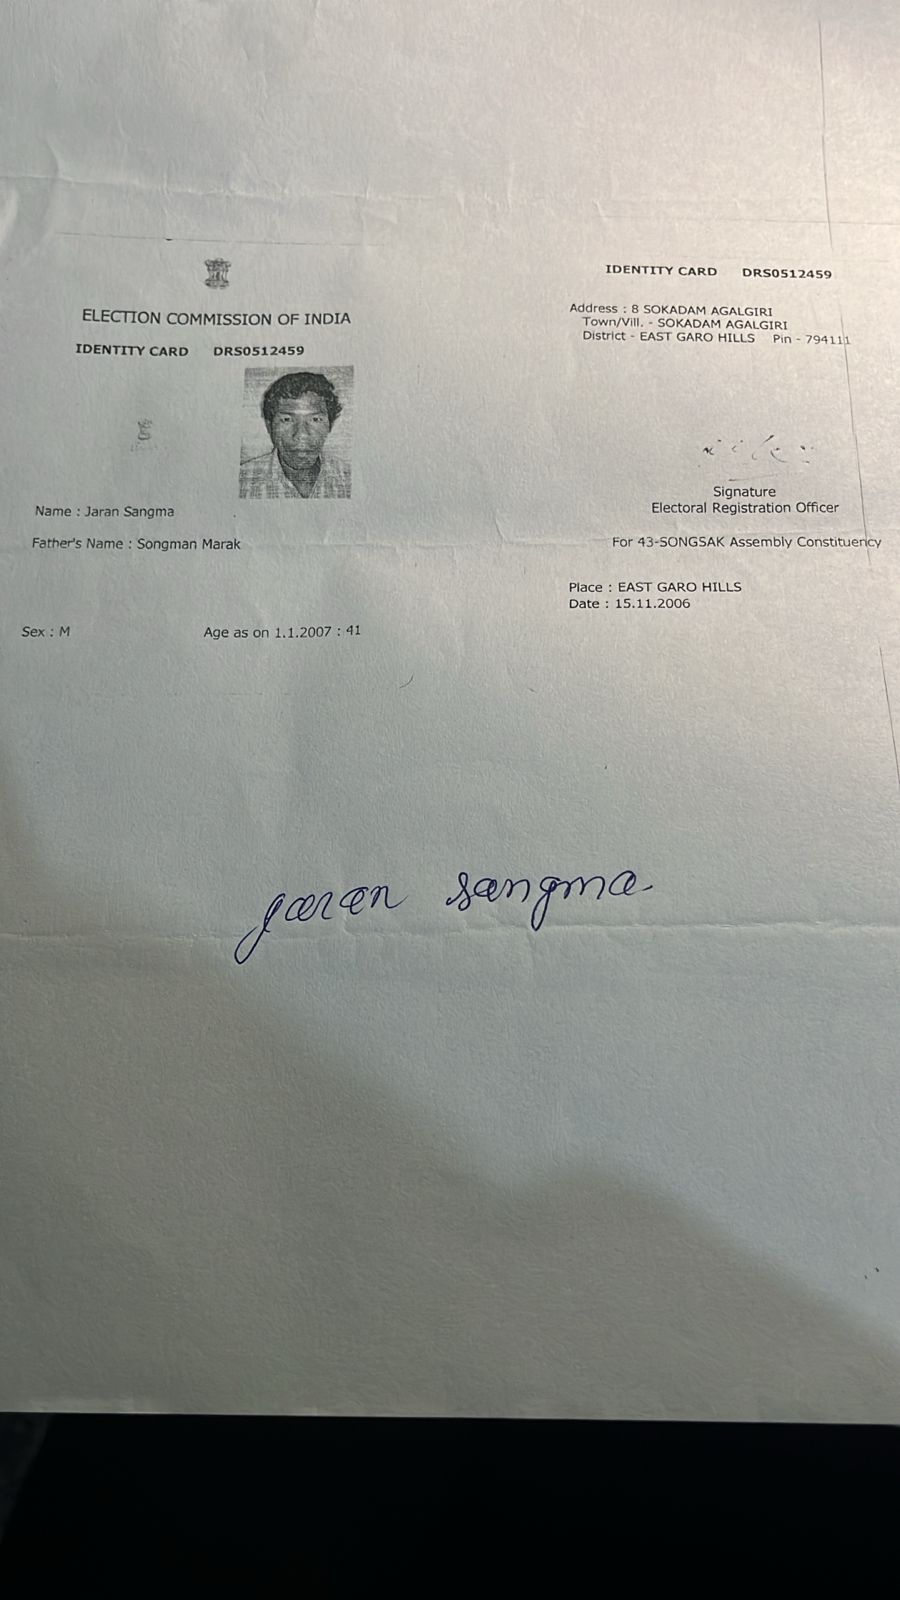 ELECTION COMMISSION OF INDIA
IDENTITY CARD DRS0512459
Name : Jaran Sangma
Father's Name : Songman Marak
Sex : M Age as on 1.1.2007 : 41
IDENTITY CARD DRS0512459
Address : 8 SOKADAM AGALGIRI
Town/Vill. - SOKADAM AGALGIRI
District - EAST GARO HILLS Pin - 794111
Signature
Electoral Registration Officer
For 43-SONGSAK Assembly Constituency
Place : EAST GARO HILLS
Date : 15.11.2006
Jaran Sangma